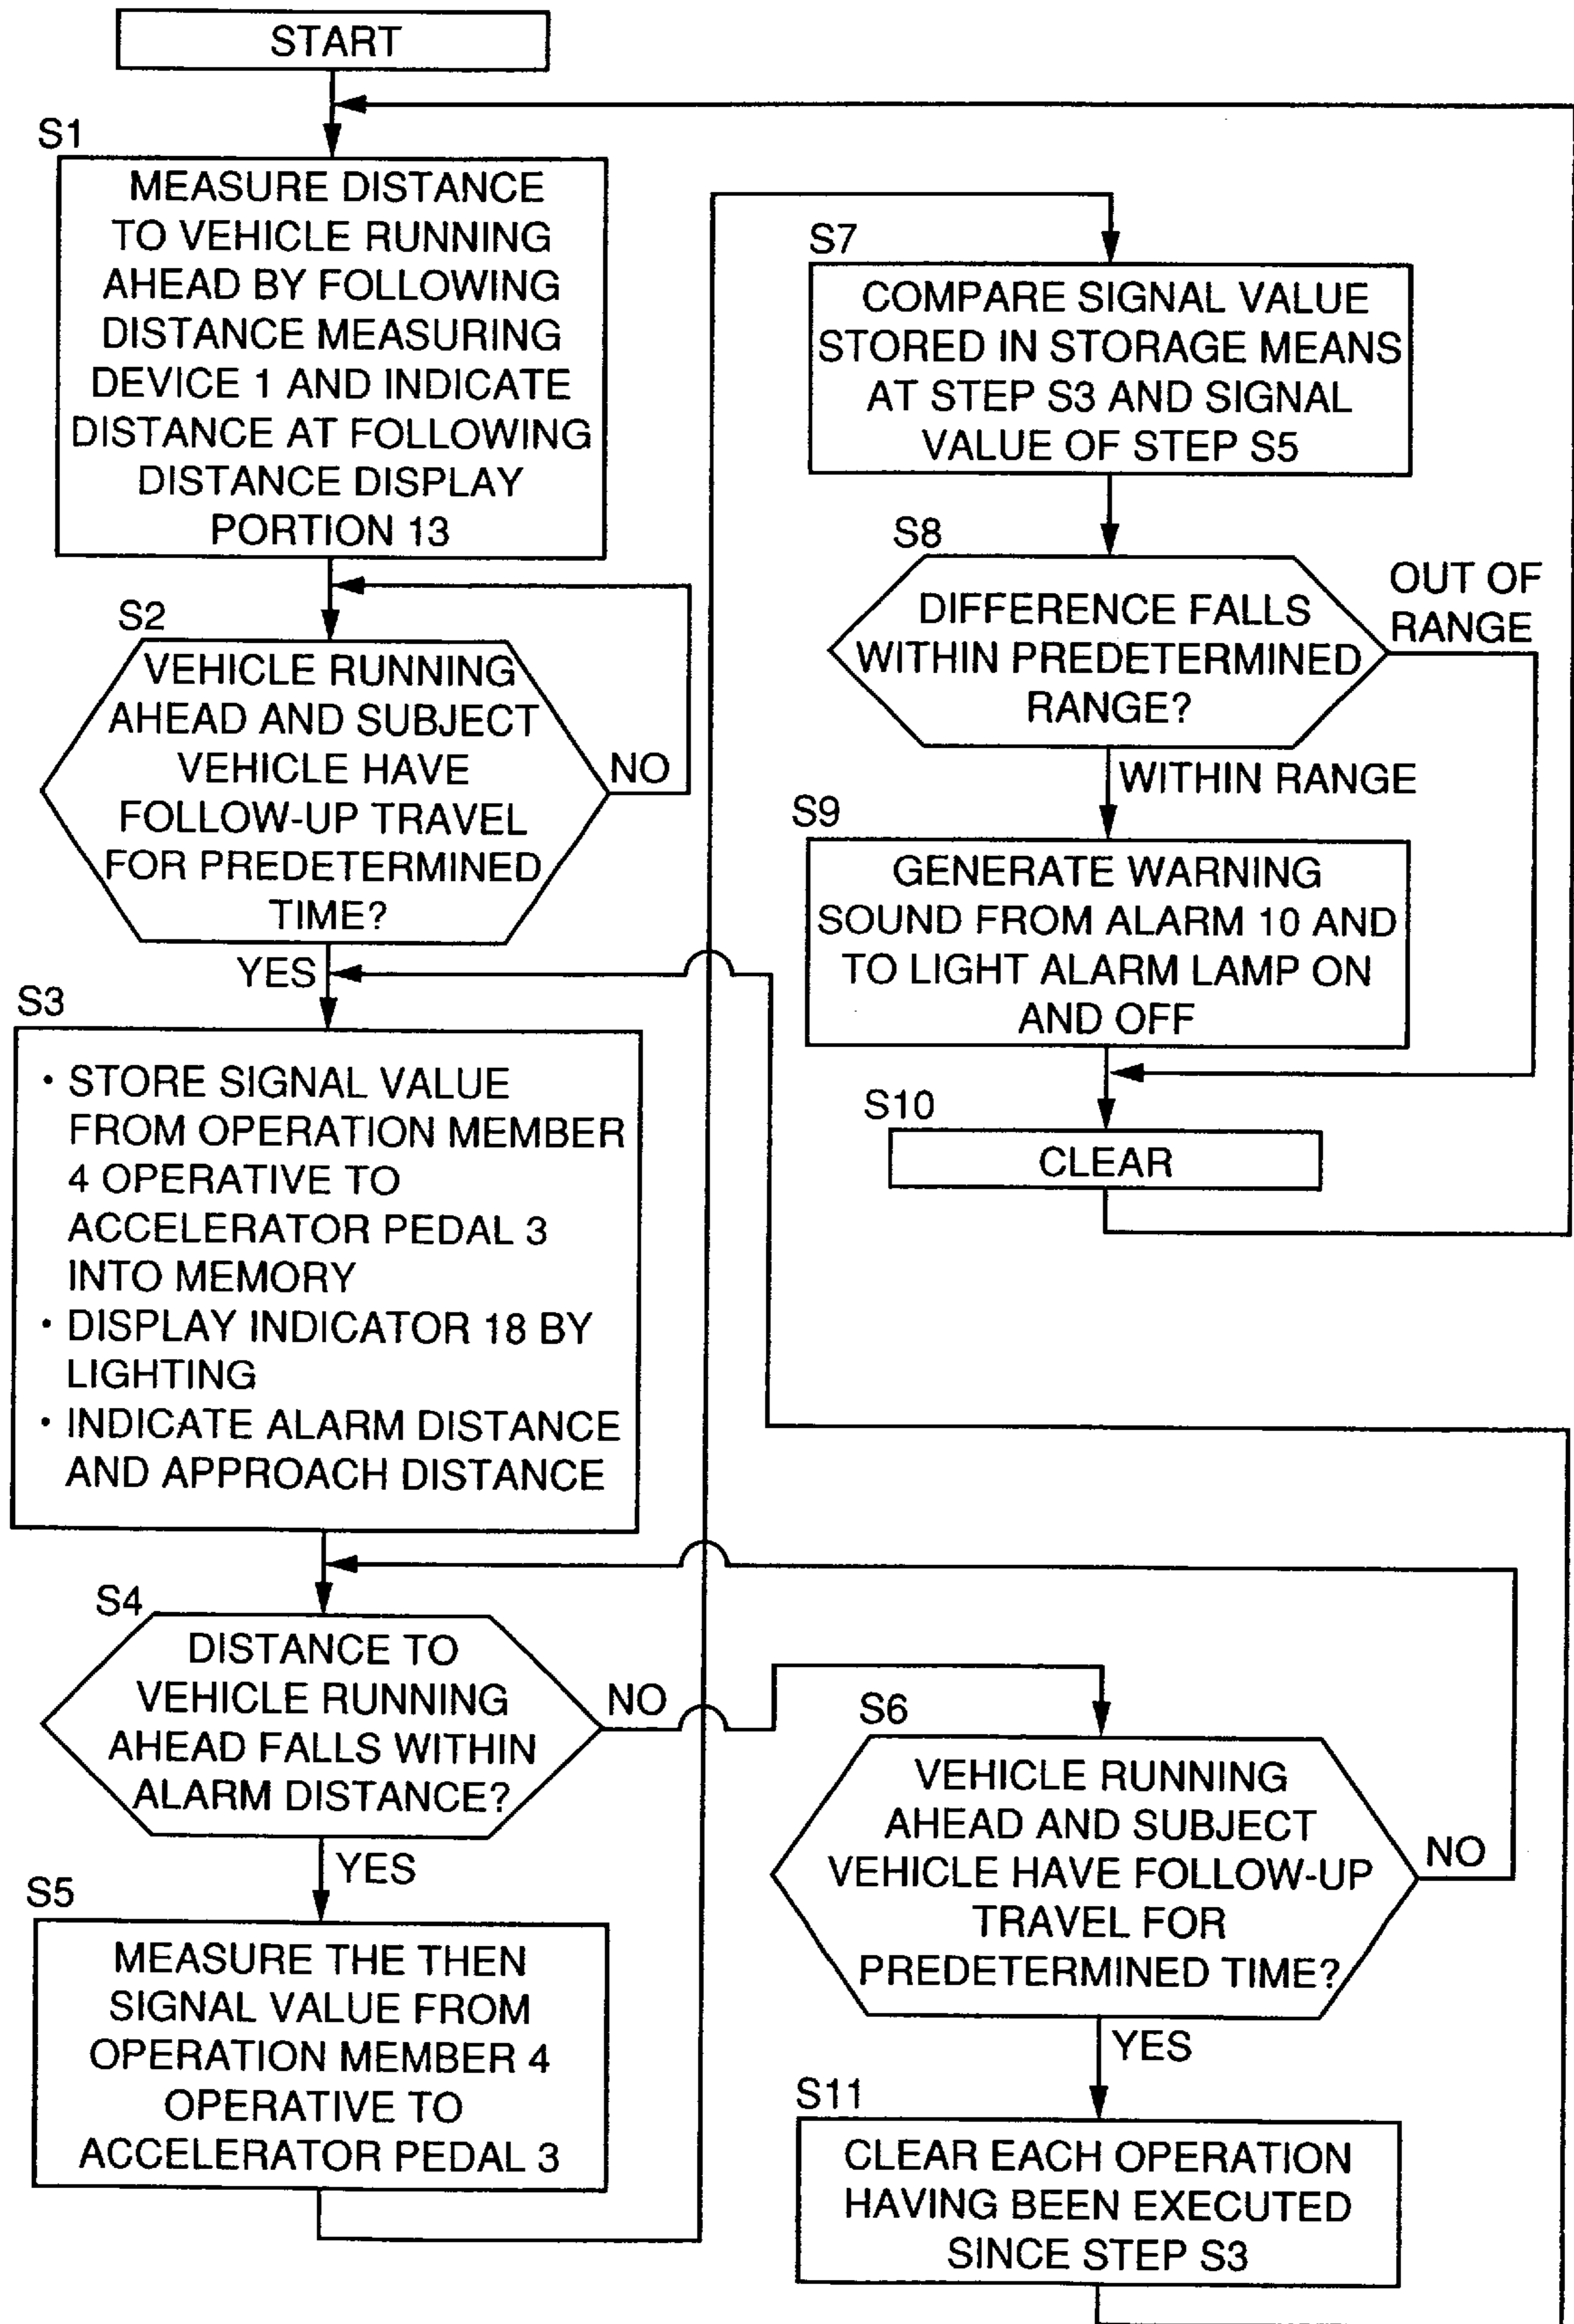 START
S1
MEASURE DISTANCE
TO VEHICLE RUNNING
AHEAD BY FOLLOWING
DISTANCE MEASURING
DEVICE 1 AND INDICATE
DISTANCE AT FOLLOWING
DISTANCE DISPLAY
PORTION 13
S2
VEHICLE RUNNING
AHEAD AND SUBJECT
VEHICLE HAVE
FOLLOW-UP TRAVEL
FOR PREDETERMINED
TIME?
NO
YES
S3
· STORE SIGNAL VALUE
FROM OPERATION MEMBER
4 OPERATIVE TO
ACCELERATOR PEDAL 3
INTO MEMORY
· DISPLAY INDICATOR 18 BY
LIGHTING
· INDICATE ALARM DISTANCE
AND APPROACH DISTANCE
S4
DISTANCE TO
VEHICLE RUNNING
AHEAD FALLS WITHIN
ALARM DISTANCE?
NO
YES
S5
MEASURE THE THEN
SIGNAL VALUE FROM
OPERATION MEMBER 4
OPERATIVE TO
ACCELERATOR PEDAL 3
S7
COMPARE SIGNAL VALUE
STORED IN STORAGE MEANS
AT STEP S3 AND SIGNAL
VALUE OF STEP S5
S8
DIFFERENCE FALLS
WITHIN PREDETERMINED
RANGE?
OUT OF
RANGE
WITHIN RANGE
S9
GENERATE WARNING
SOUND FROM ALARM 10 AND
TO LIGHT ALARM LAMP ON
AND OFF
S10
CLEAR
S6
VEHICLE RUNNING
AHEAD AND SUBJECT
VEHICLE HAVE FOLLOW-UP
TRAVEL FOR
PREDETERMINED TIME?
NO
YES
S11
CLEAR EACH OPERATION
HAVING BEEN EXECUTED
SINCE STEP S3